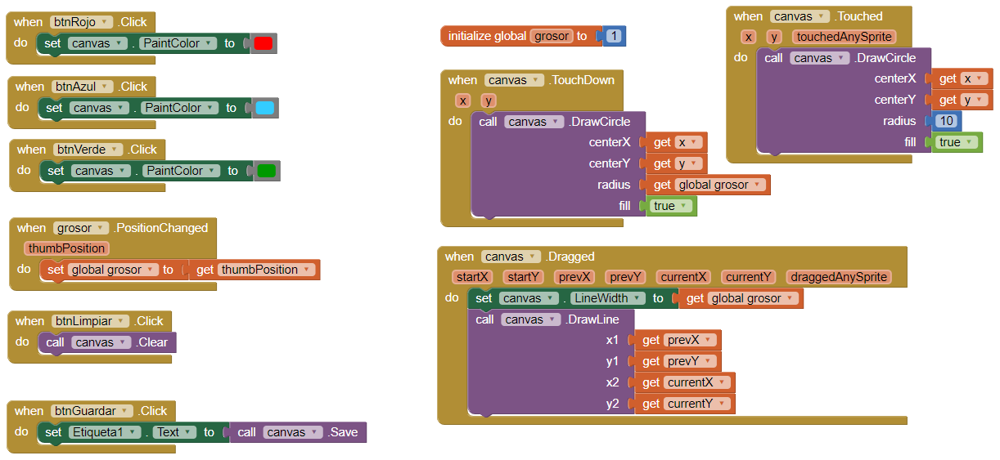 when btnRojo .Click
do set canvas . PaintColor to
when btnAzul .Click
do set canvas . PaintColor to
when btnVerde .Click
do set canvas . PaintColor to
when grosor .PositionChanged
thumbPosition
do set global grosor to get thumbPosition
when btnLimpiar .Click
do call canvas .Clear
when btnGuardar .Click
do set Etiqueta1 . Text to call canvas .Save
initialize global grosor to 1
when canvas .TouchDown
x y
do call canvas .DrawCircle
centerX get x
centerY get y
radius get global grosor
fill true
when canvas .Dragged
startX startY prevX prevY currentX currentY draggedAnySprite
do set canvas . LineWidth to get global grosor
call canvas .DrawLine
x1 get prevX
y1 get prevY
x2 get currentX
y2 get currentY
when canvas .Touched
x y touchedAnySprite
do call canvas .DrawCircle
centerX get x
centerY get y
radius 10
fill true